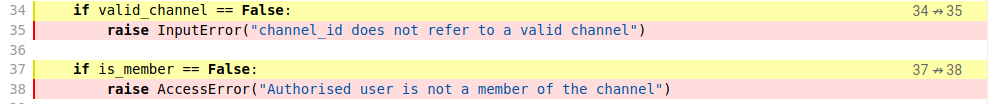 34 if valid_channel == False: 34 ↛ 35
35 raise InputError("channel_id does not refer to a valid channel")
36
37 if is_member == False: 37 ↛ 38
38 raise AccessError("Authorised user is not a member of the channel")